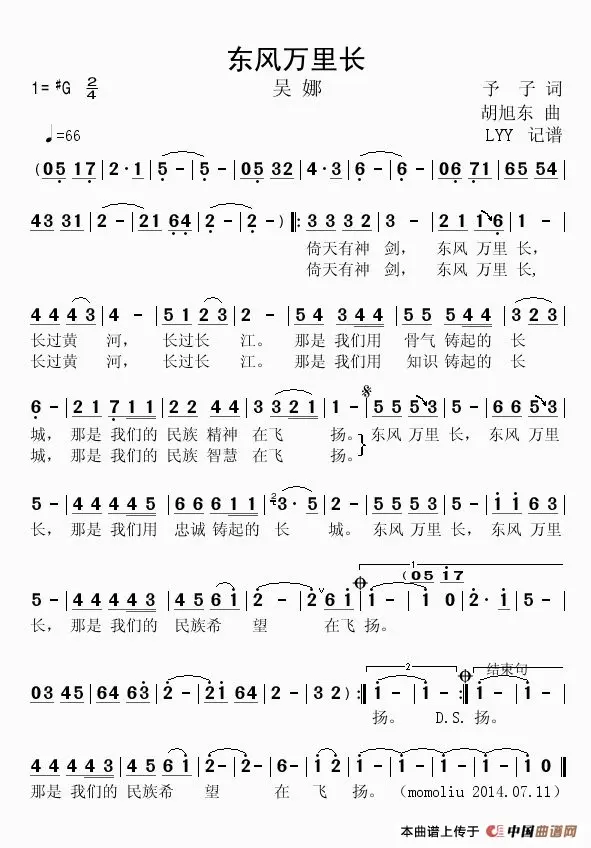 东风万里长
1=♯G 2/4 吴娜 予子词
胡旭东 曲
♩=66 LYY 记谱
(05 17 | 2·1 | 5 - | 5 - | 05 32 | 4·3 | 6 - | 6 - | 06 71 | 65 54 |
43 31 | 2 - | 21 64 | 2 - | 2 - ) |: 3 3 3 2 | 3 - | 2 1 1 6 | 1 - |
倚天有神 剑， 东风 万里 长，
倚天有神 剑， 东风 万里 长，
4 4 4 3 | 4 - | 5 1 2 3 | 2 - | 5 4 3 4 4 | 5 5 4 4 | 3 2 3 |
长过黄 河， 长过长 江。 那是 我们用 骨气 铸起的 长
长过黄 河， 长过长 江。 那是 我们用 知识 铸起的 长
6 - | 2 1 7 1 1 | 2 2 4 4 | 3 3 2 1 | 1 - | 5 5 5 3 | 5 - | 6 6 5 3 |
城， 那是 我们的 民族 精神 在飞 扬。 东风 万里 长， 东风 万里
城， 那是 我们的 民族 智慧 在飞 扬。
5 - | 4 4 4 4 5 | 6 6 6 1 1 | 2 3 · 5 | 2 - | 5 5 5 3 | 5 - | 1 1 6 3 |
长， 那是 我们用 忠诚 铸起的 长 城。 东风 万里 长， 东风 万里
1
(05 17
5 - | 4 4 4 4 3 | 4 5 6 1 | 2 - | 2 6 1 | 1 - | 1 0 | 2·1 | 5 - |
长， 那是 我们的 民族希 望 在飞 扬。
2 结束句
03 45 | 64 63 | 2 - | 21 64 | 2 - | 3 2 ) :| 1 - | 1 - :| 1 - | 1 - |
扬。 D.S. 扬。
4 4 4 4 3 | 4 5 6 1 | 2 - | 2 - | 6 - | 1 2 | 1 - | 1 - | 1 - | 1 0 ‖
那是 我们的 民族希 望 在 飞 扬。 (momoliu 2014.07.11)
本曲谱上传于 中国曲谱网